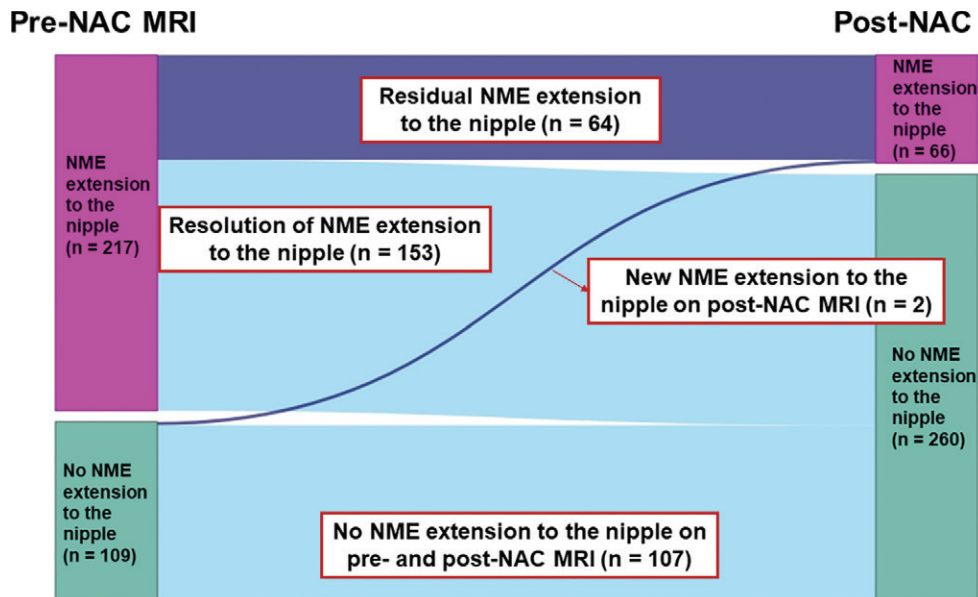 Pre-NAC MRI
Post-NAC
NME
extension
to the
nipple
(n = 217)
No NME
extension
to the
nipple
(n = 109)
Residual NME extension
to the nipple (n = 64)
Resolution of NME extension
to the nipple (n = 153)
New NME extension to the
nipple on post-NAC MRI (n = 2)
No NME extension to the nipple on
pre- and post-NAC MRI (n = 107)
NME
extension
to the
nipple
(n = 66)
No NME
extension
to the
nipple
(n = 260)